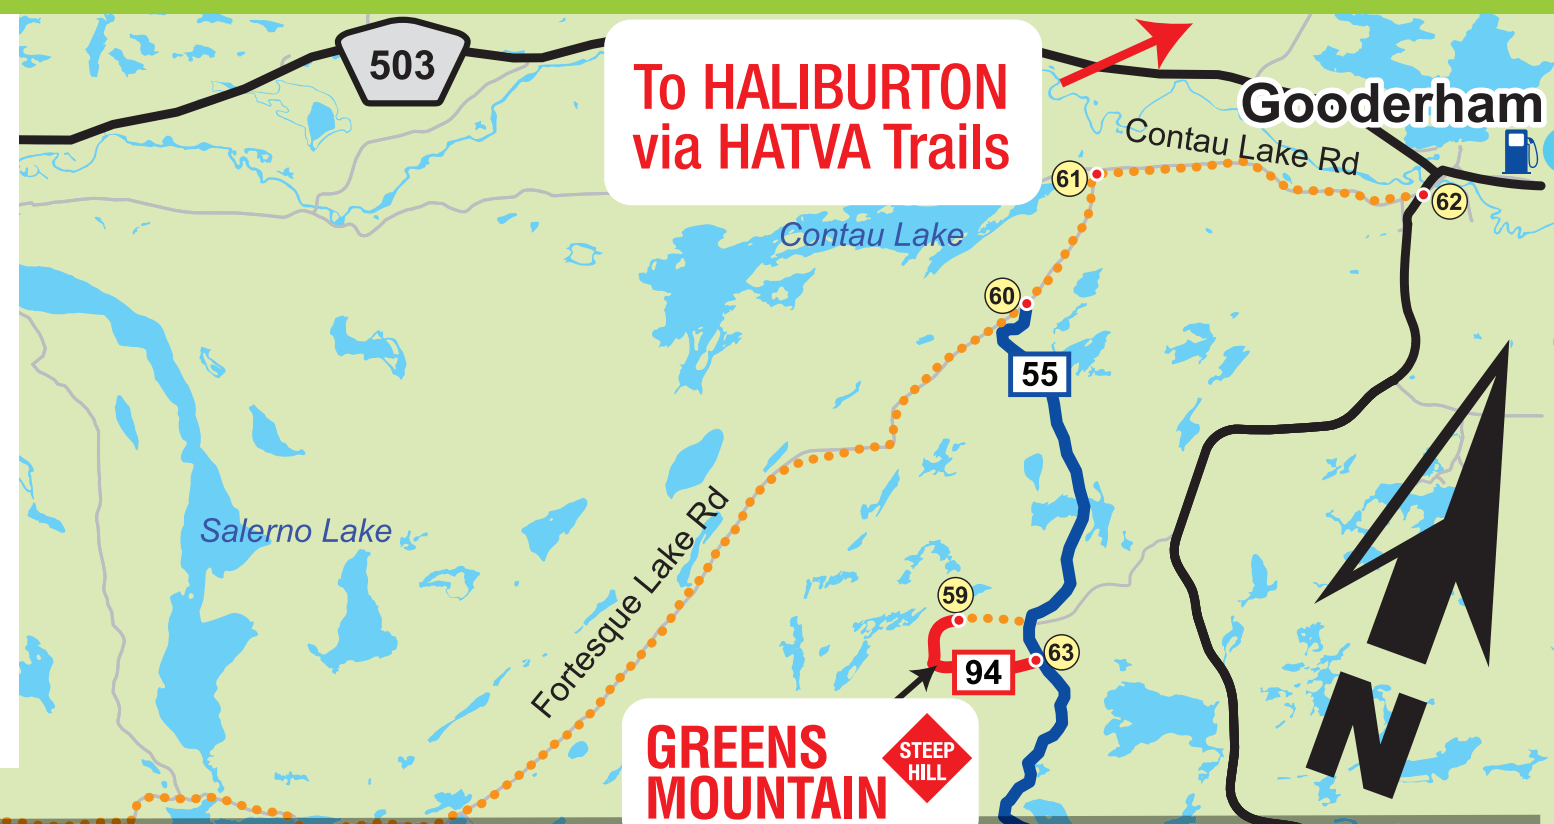 503
To HALIBURTON
via HATVA Trails
Gooderham
Contau Lake Rd
61
62
Contau Lake
60
55
Salerno Lake
Fortesque Lake Rd
59
63
94
GREENS
MOUNTAIN
STEEP
HILL
N